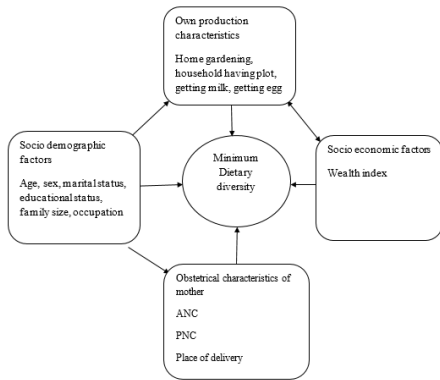 Own production
characteristics
Home gardening,
household having plot,
getting milk, getting egg
Socio demographic
factors
Age, sex, marital status,
educational status,
family size, occupation
Minimum
Dietary
diversity
Socio economic factors
Wealth index
Obstetrical characteristics of
mother
ANC
PNC
Place of delivery